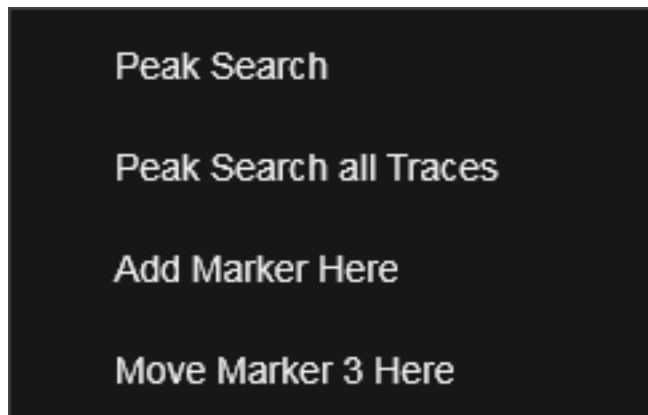 Peak Search
Peak Search all Traces
Add Marker Here
Move Marker 3 Here